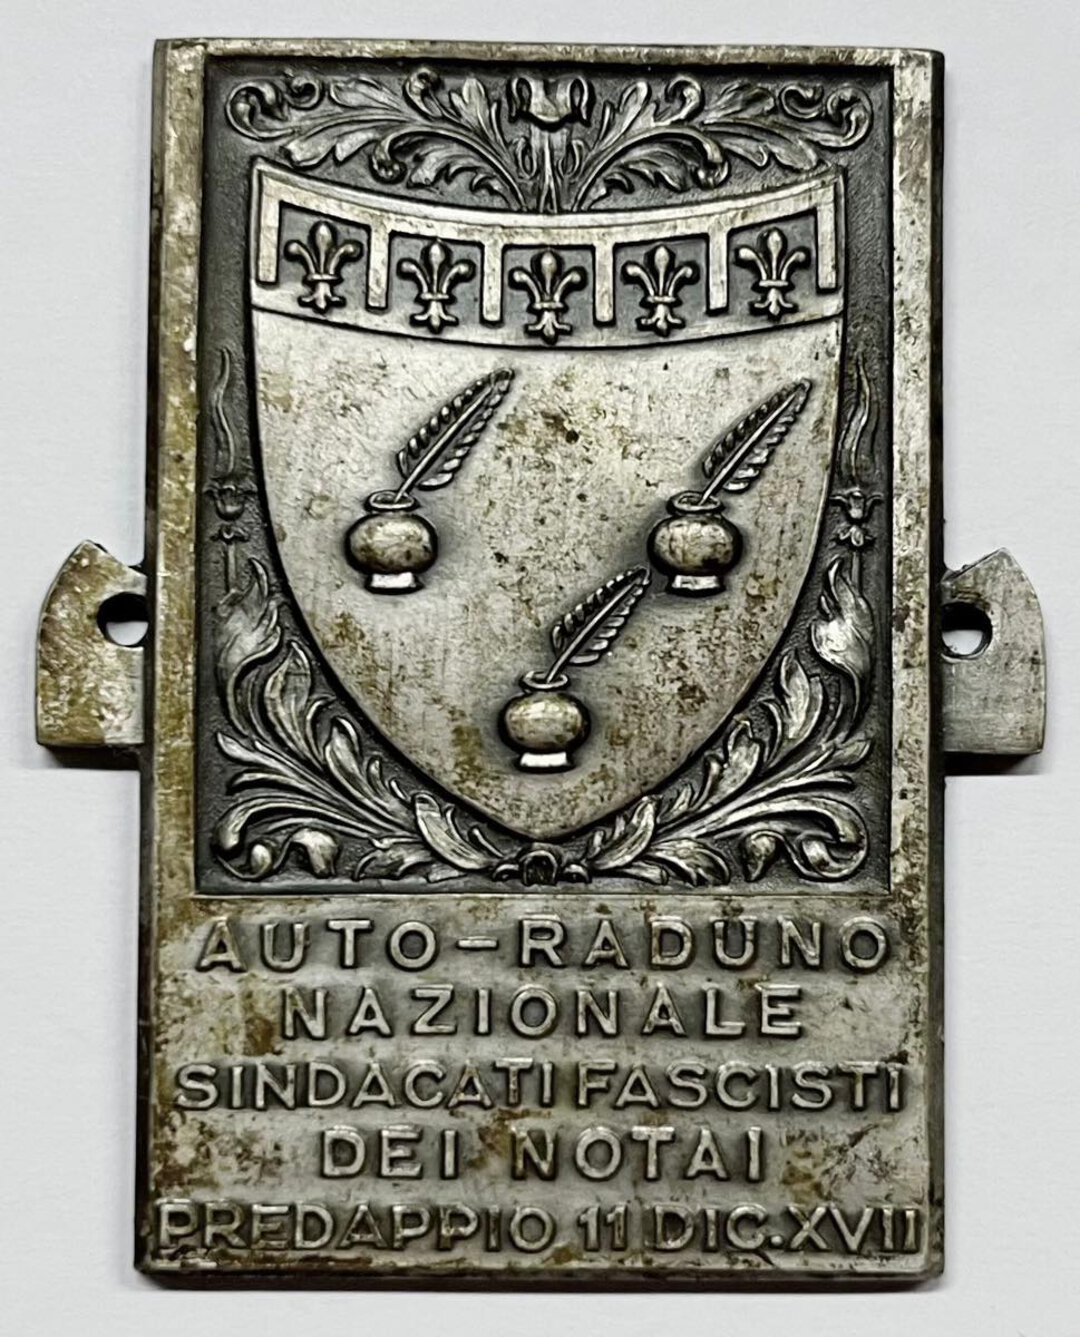 AUTO-RADUNO
NAZIONALE
SINDACATI FASCISTI
DEI NOTAI
PREDAPPIO 11 DIC. XVII